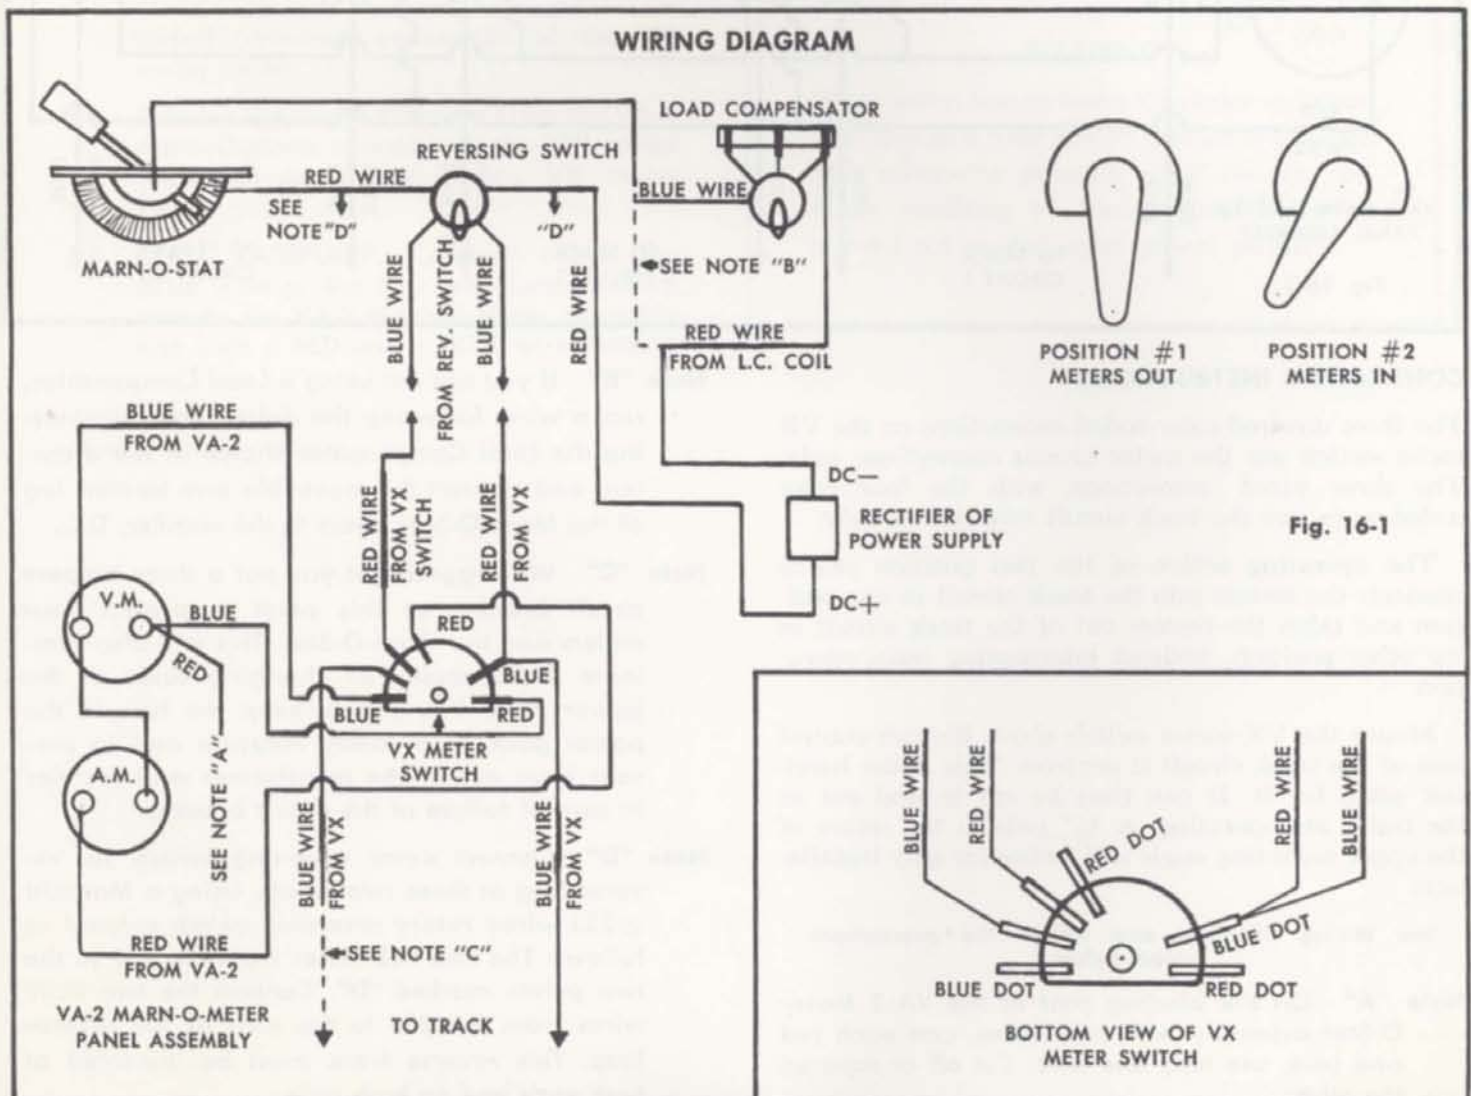 WIRING DIAGRAM
LOAD COMPENSATOR
REVERSING SWITCH
RED WIRE
BLUE WIRE
SEE
NOTE "D"
"D"
MARN-O-STAT
SEE NOTE "B"
BLUE WIRE
FROM REV. SWITCH
BLUE WIRE
RED WIRE
RED WIRE
FROM L.C. COIL
POSITION #1
METERS OUT
POSITION #2
METERS IN
BLUE WIRE
FROM VA-2
RED WIRE
FROM VX
SWITCH
RED WIRE
FROM VX
DC–
RECTIFIER OF
POWER SUPPLY
Fig. 16-1
DC+
V.M.
BLUE
RED
RED
BLUE
BLUE
RED
VX METER
SWITCH
A.M.
SEE NOTE "A"
BLUE WIRE
FROM VX
BLUE WIRE
FROM VX
RED WIRE
FROM VA-2
SEE NOTE "C"
VA-2 MARN-O-METER
PANEL ASSEMBLY
TO TRACK
BLUE WIRE
RED WIRE
RED WIRE
BLUE WIRE
RED DOT
BLUE DOT
BLUE DOT
RED DOT
BOTTOM VIEW OF VX
METER SWITCH